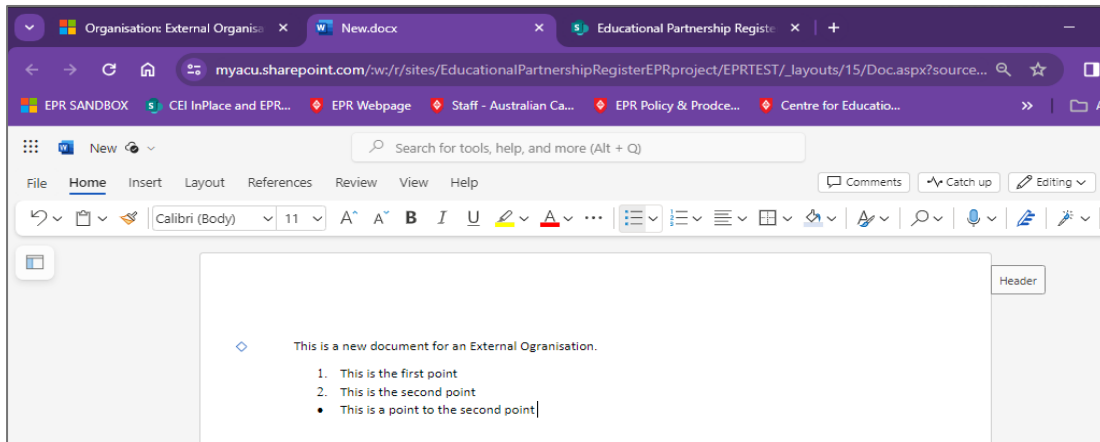 Organisation: External Organisa
New.docx
Educational Partnership Registe
myacu.sharepoint.com/:w:/r/sites/EducationalPartnershipRegisterEPRproject/EPRTEST/_layouts/15/Doc.aspx?source...
EPR SANDBOX CEI InPlace and EPR... EPR Webpage Staff - Australian Ca... EPR Policy & Prodce... Centre for Educatio... »
New
Search for tools, help, and more (Alt + Q)
File Home Insert Layout References Review View Help Comments Catch up Editing
Calibri (Body) 11 A A B I U A ...
Header
This is a new document for an External Ogranisation.
1. This is the first point
2. This is the second point
• This is a point to the second point